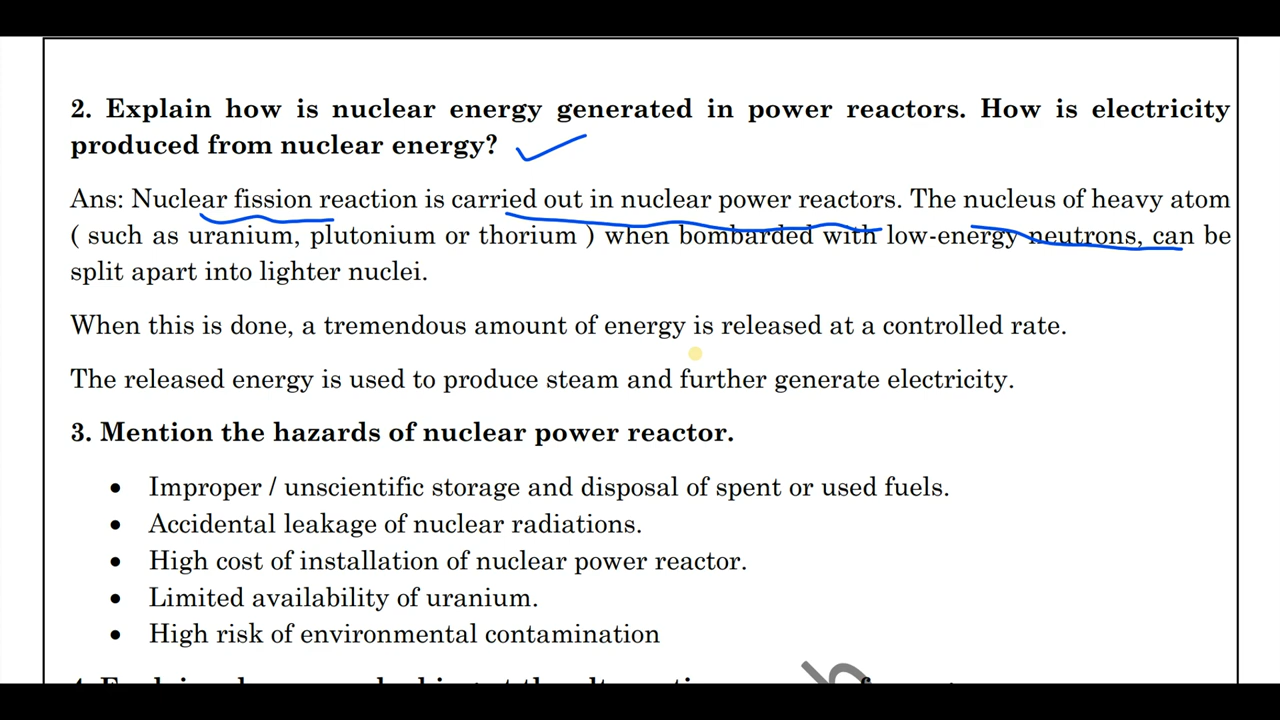 2. Explain how is nuclear energy generated in power reactors. How is electricity
produced from nuclear energy?
Ans: Nuclear fission reaction is carried out in nuclear power reactors. The nucleus of heavy atom
( such as uranium, plutonium or thorium ) when bombarded with low-energy neutrons, can be
split apart into lighter nuclei.
When this is done, a tremendous amount of energy is released at a controlled rate.
The released energy is used to produce steam and further generate electricity.
3. Mention the hazards of nuclear power reactor.
• Improper / unscientific storage and disposal of spent or used fuels.
• Accidental leakage of nuclear radiations.
• High cost of installation of nuclear power reactor.
• Limited availability of uranium.
• High risk of environmental contamination